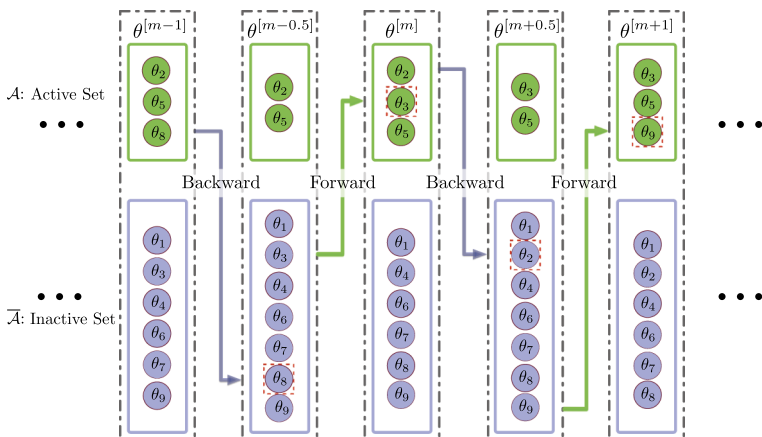 θ^[m−1] θ^[m−0.5] θ^[m] θ^[m+0.5] θ^[m+1]
𝒜: Active Set
θ₂ θ₂ θ₂ θ₃ θ₃
θ₅ θ₅ θ₃ θ₅ θ₅
θ₈ θ₅ θ₉
Backward Forward Backward Forward
𝒜̅: Inactive Set
θ₁ θ₁ θ₁ θ₁ θ₁
θ₃ θ₃ θ₄ θ₂ θ₂
θ₄ θ₄ θ₆ θ₄ θ₄
θ₆ θ₆ θ₇ θ₆ θ₆
θ₇ θ₇ θ₈ θ₇ θ₇
θ₉ θ₈ θ₉ θ₈ θ₈
θ₉ θ₉